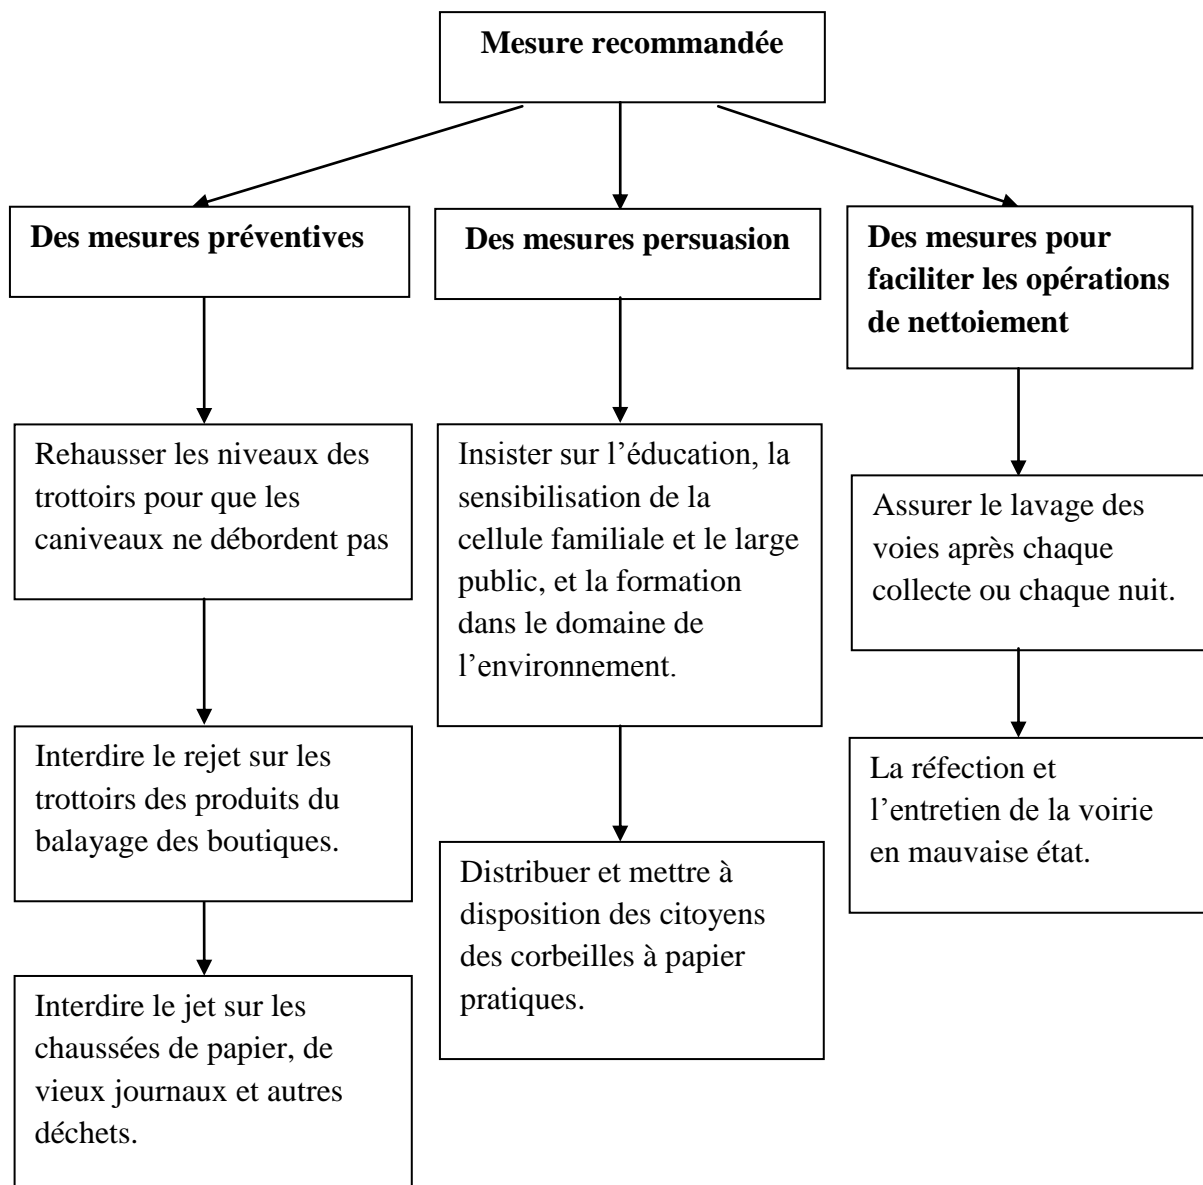 Mesure recommandée
Des mesures préventives
Des mesures persuasion
Des mesures pour
faciliter les opérations
de nettoiement
Rehausser les niveaux des
trottoirs pour que les
caniveaux ne débordent pas
Insister sur l’éducation, la
sensibilisation de la
cellule familiale et le large
public, et la formation
dans le domaine de
l’environnement.
Assurer le lavage des
voies après chaque
collecte ou chaque nuit.
Interdire le rejet sur les
trottoirs des produits du
balayage des boutiques.
La réfection et
l’entretien de la voirie
en mauvaise état.
Distribuer et mettre à
disposition des citoyens
des corbeilles à papier
pratiques.
Interdire le jet sur les
chaussées de papier, de
vieux journaux et autres
déchets.